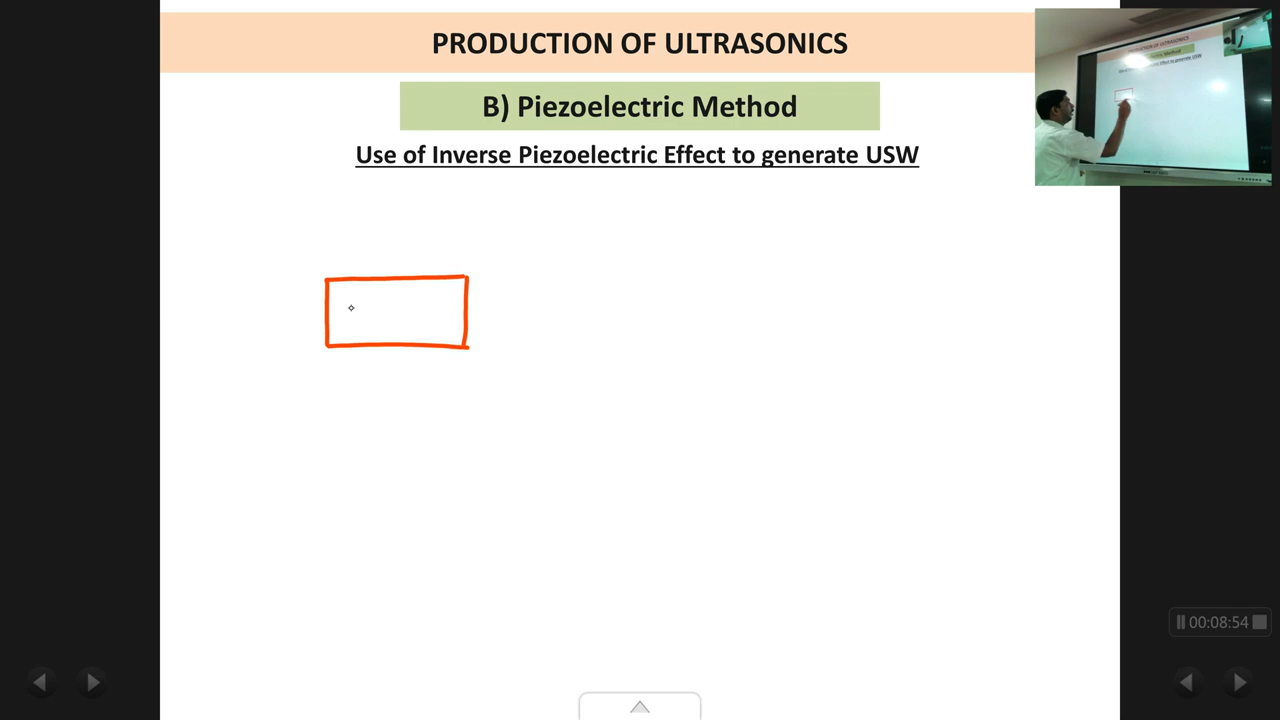 PRODUCTION OF ULTRASONICS
B) Piezoelectric Method
Use of Inverse Piezoelectric Effect to generate USW
00:08:54